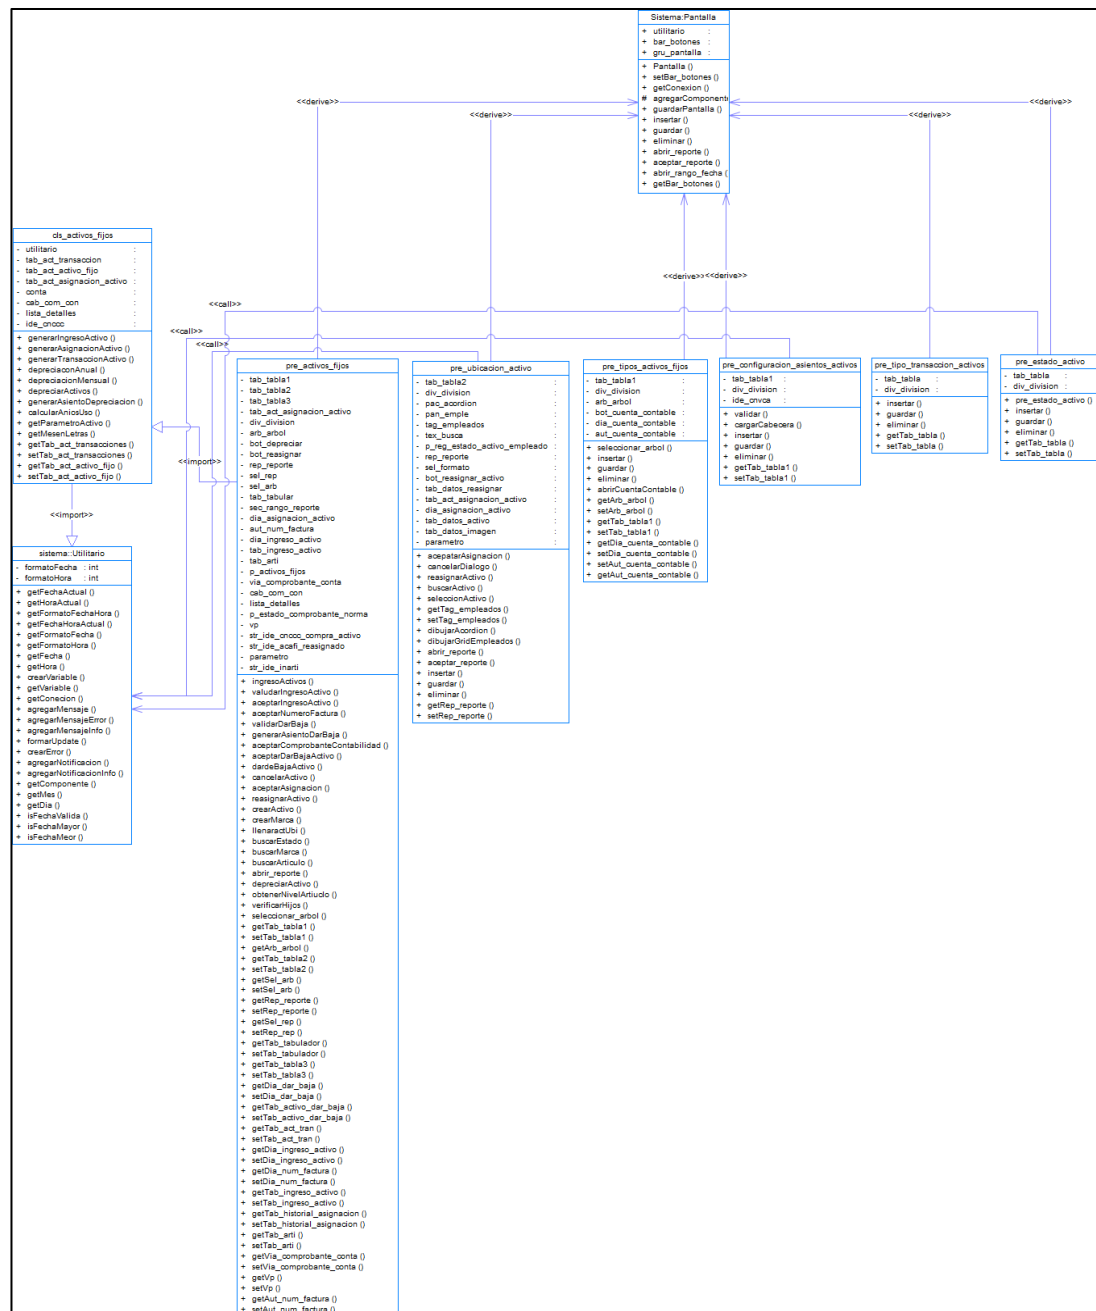 Sistema:Pantalla
+ utilitario :
+ bar_botones :
+ gru_pantalla :
+ Pantalla ()
+ setBar_botones ()
+ getConexion ()
# agregarComponent
+ guardarPantalla ()
+ insertar ()
+ guardar ()
+ eliminar ()
+ abrir_reporte ()
+ aceptar_reporte ()
+ abrir_rango_fecha (
+ getBar_botones ()
<<derive>>
<<derive>>
<<derive>>
<<derive>>
<<derive>>
<<derive>>
<<call>>
<<call>>
<<call>>
<<import>>
<<import>>
cls_activos_fijos
- utilitario :
- tab_act_transaccion :
- tab_act_activo_fijo :
- tab_act_asignacion_activo :
- conta :
- cab_com_con :
- lista_detalles :
- ide_cnccc :
+ generarIngresoActivo ()
+ generarAsignacionActivo ()
+ generarTransaccionActivo ()
+ depreciaconAnual ()
+ depreciacionMensual ()
+ depreciarActivos ()
+ generarAsientoDepreciacion ()
+ calcularAniosUso ()
+ getParametroActivo ()
+ getMesenLetras ()
+ getTab_act_transacciones ()
+ setTab_act_transacciones ()
+ getTab_act_activo_fijo ()
+ setTab_act_activo_fijo ()
sistema::Utilitario
- formatoFecha : int
- formatoHora : int
+ getFechaActual ()
+ getHoraActual ()
+ getFormatoFechaHora ()
+ getFechaHoraActual ()
+ getFormatoFecha ()
+ getFormatoHora ()
+ getFecha ()
+ getHora ()
+ crearVariable ()
+ getVariable ()
+ getConecion ()
+ agregarMensaje ()
+ agregarMensajeError ()
+ agregarMensajeInfo ()
+ formarUpdate ()
+ crearError ()
+ agregarNotificacion ()
+ agregarNotificacionInfo ()
+ getComponente ()
+ getMes ()
+ getDia ()
+ isFechaValida ()
+ isFechaMayor ()
+ isFechaMeor ()
pre_activos_fijos
- tab_tabla1
- tab_tabla2
- tab_tabla3
- tab_act_asignacion_activo
- div_division
- arb_arbol
- bot_depreciar
- bot_reasignar
- rep_reporte
- sel_rep
- sel_arb
- tab_tabular
- sec_rango_reporte
- dia_asignacion_activo
- aut_num_factura
- dia_ingreso_activo
- tab_ingreso_activo
- tab_arti
- p_activos_fijos
- via_comprobante_conta
- cab_com_con
- lista_detalles
- p_estado_comprobante_norma
- vp
- str_ide_cnccc_compra_activo
- str_ide_acafi_reasignado
- parametro
- str_ide_inarti
+ ingresoActivos ()
+ valudarIngresoActivo ()
+ aceptarIngresoActivo ()
+ aceptarNumeroFactura ()
+ validarDarBaja ()
+ generarAsientoDarBaja ()
+ aceptarComprobanteContabilidad ()
+ aceptarDarBajaActivo ()
+ dardeBajaActivo ()
+ cancelarActivo ()
+ aceptarAsignacion ()
+ reasignarActivo ()
+ crearActivo ()
+ crearMarca ()
+ llenaractUbi ()
+ buscarEstado ()
+ buscarMarca ()
+ buscarArticulo ()
+ abrir_reporte ()
+ depreciarActivo ()
+ obtenerNivelArtiuclo ()
+ verificarHijos ()
+ seleccionar_arbol ()
+ getTab_tabla1 ()
+ setTab_tabla1 ()
+ getArb_arbol ()
+ getTab_tabla2 ()
+ setTab_tabla2 ()
+ getSel_arb ()
+ setSel_arb ()
+ getRep_reporte ()
+ setRep_reporte ()
+ getSel_rep ()
+ setRep_rep ()
+ getTab_tabulador ()
+ setTab_tabulador ()
+ getTab_tabla3 ()
+ setTab_tabla3 ()
+ getDia_dar_baja ()
+ setDia_dar_baja ()
+ getTab_activo_dar_baja ()
+ setTab_activo_dar_baja ()
+ getTab_act_tran ()
+ setTab_act_tran ()
+ getDia_ingreso_activo ()
+ setDia_ingreso_activo ()
+ getDia_num_factura ()
+ setDia_num_factura ()
+ getTab_ingreso_activo ()
+ setTab_ingreso_activo ()
+ getTab_historial_asignacion ()
+ setTab_historial_asignacion ()
+ getTab_arti ()
+ setTab_arti ()
+ getVia_comprobante_conta ()
+ setVia_comprobante_conta ()
+ getVp ()
+ setVp ()
+ getAut_num_factura ()
+ setAut_num_factura ()
pre_ubicacion_activo
- tab_tabla2 :
- div_division :
- pac_acordion :
- pan_emple :
- tag_empleados :
- tex_busca :
- p_reg_estado_activo_empleado :
- rep_reporte :
- sel_formato :
- bot_reasignar_activo :
- tab_datos_reasignar :
- tab_act_asignacion_activo :
- dia_asignacion_activo :
- tab_datos_activo :
- tab_datos_imagen :
- parametro :
+ acepatarAsignacion ()
+ cancelarDialogo ()
+ reasignarActivo ()
+ buscarActivo ()
+ seleccionActivo ()
+ getTag_empleados ()
+ setTag_empleados ()
+ dibujarAcordion ()
+ dibujarGridEmpleados ()
+ abrir_reporte ()
+ aceptar_reporte ()
+ insertar ()
+ guardar ()
+ eliminar ()
+ getRep_reporte ()
+ setRep_reporte ()
pre_tipos_activos_fijos
- tab_tabla1 :
- div_division :
- arb_arbol :
- bot_cuenta_contable :
- dia_cuenta_contable :
- aut_cuenta_contable :
+ seleccionar_arbol ()
+ insertar ()
+ guardar ()
+ eliminar ()
+ abrirCuentaContable ()
+ getArb_arbol ()
+ setArb_arbol ()
+ getTab_tabla1 ()
+ setTab_tabla1 ()
+ getDia_cuenta_contable ()
+ setDia_cuenta_contable ()
+ setAut_cuenta_contable ()
+ getAut_cuenta_contable ()
pre_configuracion_asientos_activos
- tab_tabla1 :
- div_division :
- ide_cnvca :
+ validar ()
+ cargarCabecera ()
+ insertar ()
+ guardar ()
+ eliminar ()
+ getTab_tabla1 ()
+ setTab_tabla1 ()
pre_tipo_transaccion_activos
- tab_tabla :
- div_division :
+ insertar ()
+ guardar ()
+ eliminar ()
+ getTab_tabla ()
+ setTab_tabla ()
pre_estado_activo
- tab_tabla :
- div_division :
+ pre_estado_activo ()
+ insertar ()
+ guardar ()
+ eliminar ()
+ getTab_tabla ()
+ setTab_tabla ()